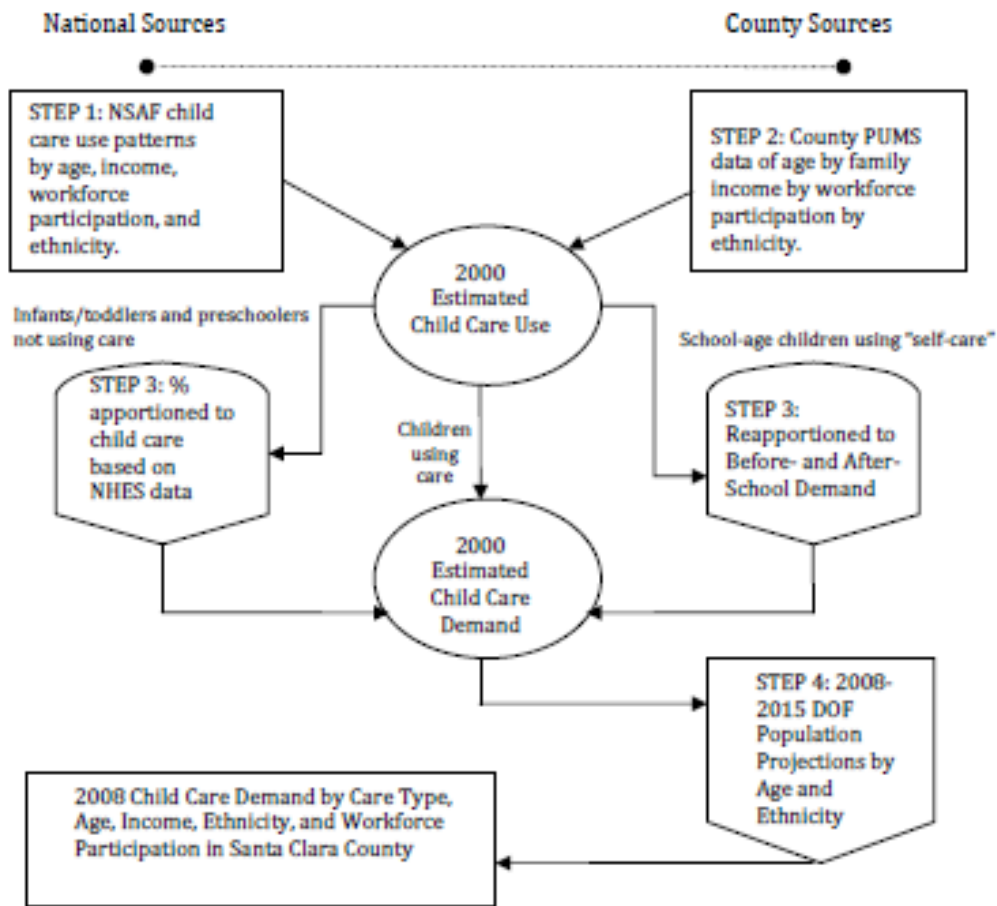 National Sources
County Sources
STEP 1: NSAF child
care use patterns
by age, income,
workforce
participation, and
ethnicity.
STEP 2: County PUMS
data of age by family
income by workforce
participation by
ethnicity.
2000
Estimated
Child Care Use
Infants/toddlers and preschoolers
not using care
School-age children using "self-care"
STEP 3: %
apportioned to
child care
based on
NHES data
Children
using
care
STEP 3:
Reapportioned to
Before- and After-
School Demand
2000
Estimated
Child Care
Demand
STEP 4: 2008-
2015 DOF
Population
Projections by
Age and
Ethnicity
2008 Child Care Demand by Care Type,
Age, Income, Ethnicity, and Workforce
Participation in Santa Clara County